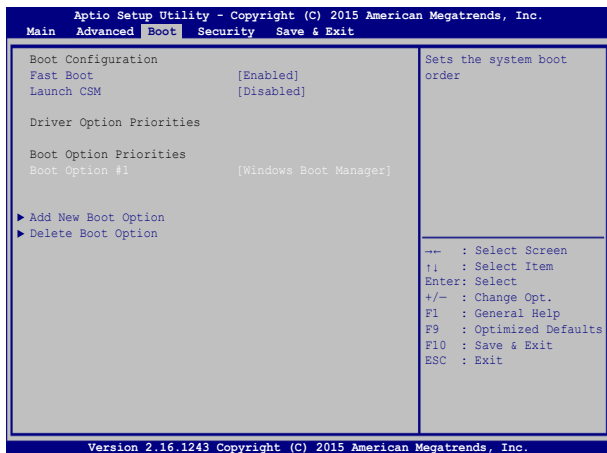 Aptio Setup Utility - Copyright (C) 2015 American Megatrends, Inc.
Main Advanced Boot Security Save & Exit
Boot Configuration
Fast Boot [Enabled]
Launch CSM [Disabled]
Driver Option Priorities
Boot Option Priorities
Boot Option #1 [Windows Boot Manager]
▶ Add New Boot Option
▶ Delete Boot Option
Sets the system boot
order
→← : Select Screen
↑↓ : Select Item
Enter: Select
+/— : Change Opt.
F1 : General Help
F9 : Optimized Defaults
F10 : Save & Exit
ESC : Exit
Version 2.16.1243 Copyright (C) 2015 American Megatrends, Inc.